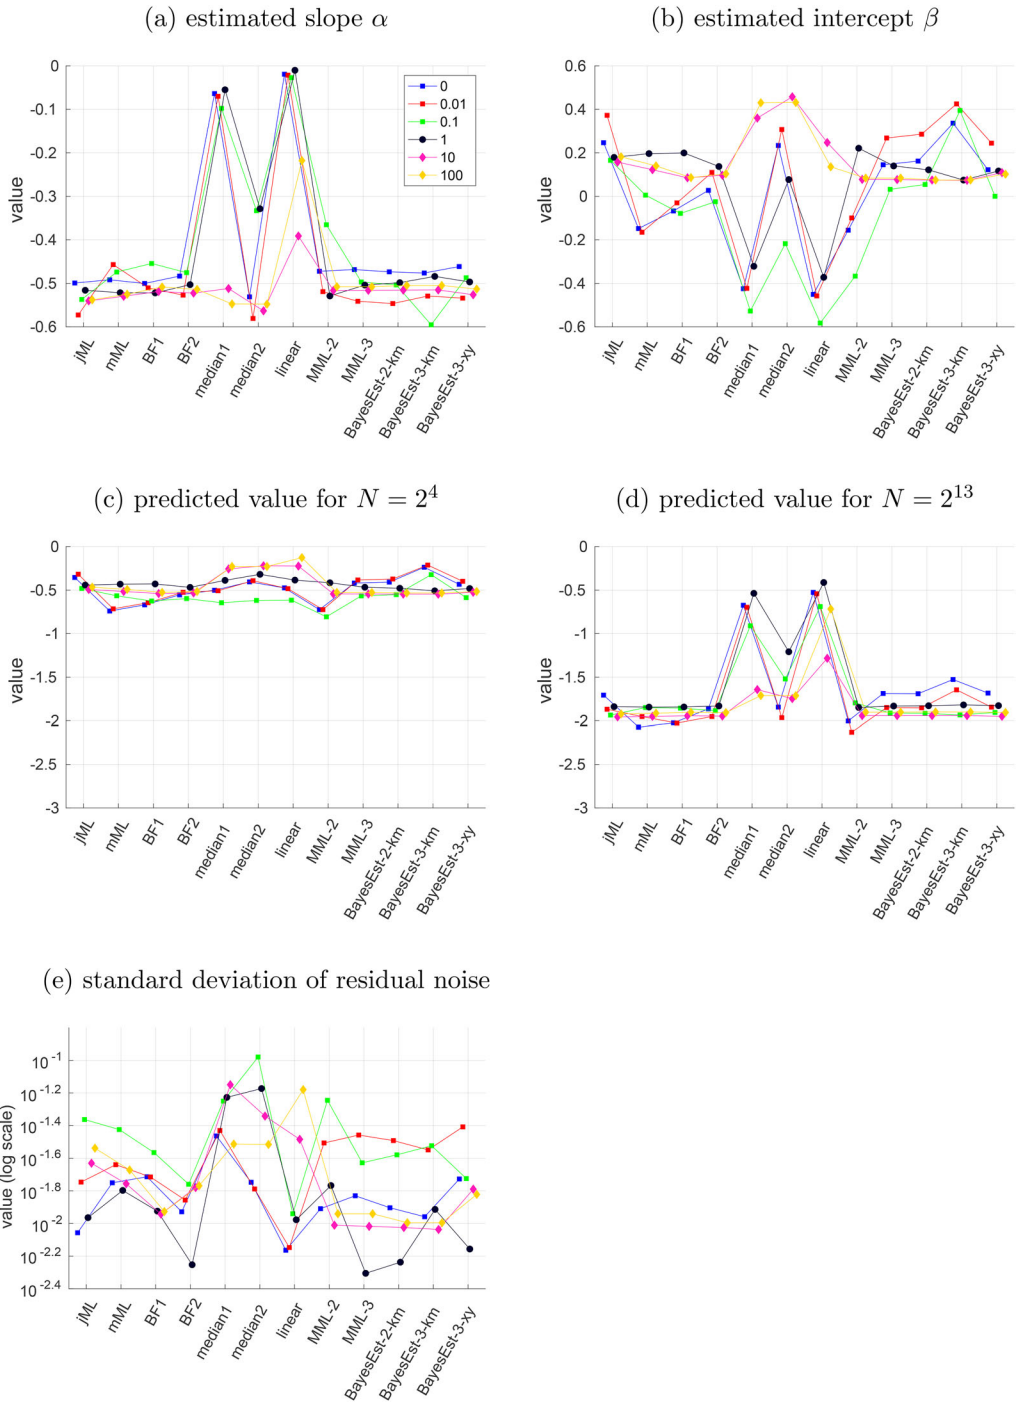 (a) estimated slope α
0
-0.1
-0.2
-0.3
-0.4
-0.5
-0.6
value
0
0.01
0.1
1
10
100
jML
mML
BF1
BF2
median1
median2
linear
MML-2
MML-3
BayesEst-2-km
BayesEst-3-km
BayesEst-3-xy
(b) estimated intercept β
0.6
0.4
0.2
0
-0.2
-0.4
-0.6
value
jML
mML
BF1
BF2
median1
median2
linear
MML-2
MML-3
BayesEst-2-km
BayesEst-3-km
BayesEst-3-xy
(c) predicted value for N = 2⁴
0
-0.5
-1
-1.5
-2
-2.5
-3
value
jML
mML
BF1
BF2
median1
median2
linear
MML-2
MML-3
BayesEst-2-km
BayesEst-3-km
BayesEst-3-xy
(d) predicted value for N = 2¹³
0
-0.5
-1
-1.5
-2
-2.5
-3
value
jML
mML
BF1
BF2
median1
median2
linear
MML-2
MML-3
BayesEst-2-km
BayesEst-3-km
BayesEst-3-xy
(e) standard deviation of residual noise
10^-1
10^-1.2
10^-1.4
10^-1.6
10^-1.8
10^-2
10^-2.2
10^-2.4
value (log scale)
jML
mML
BF1
BF2
median1
median2
linear
MML-2
MML-3
BayesEst-2-km
BayesEst-3-km
BayesEst-3-xy